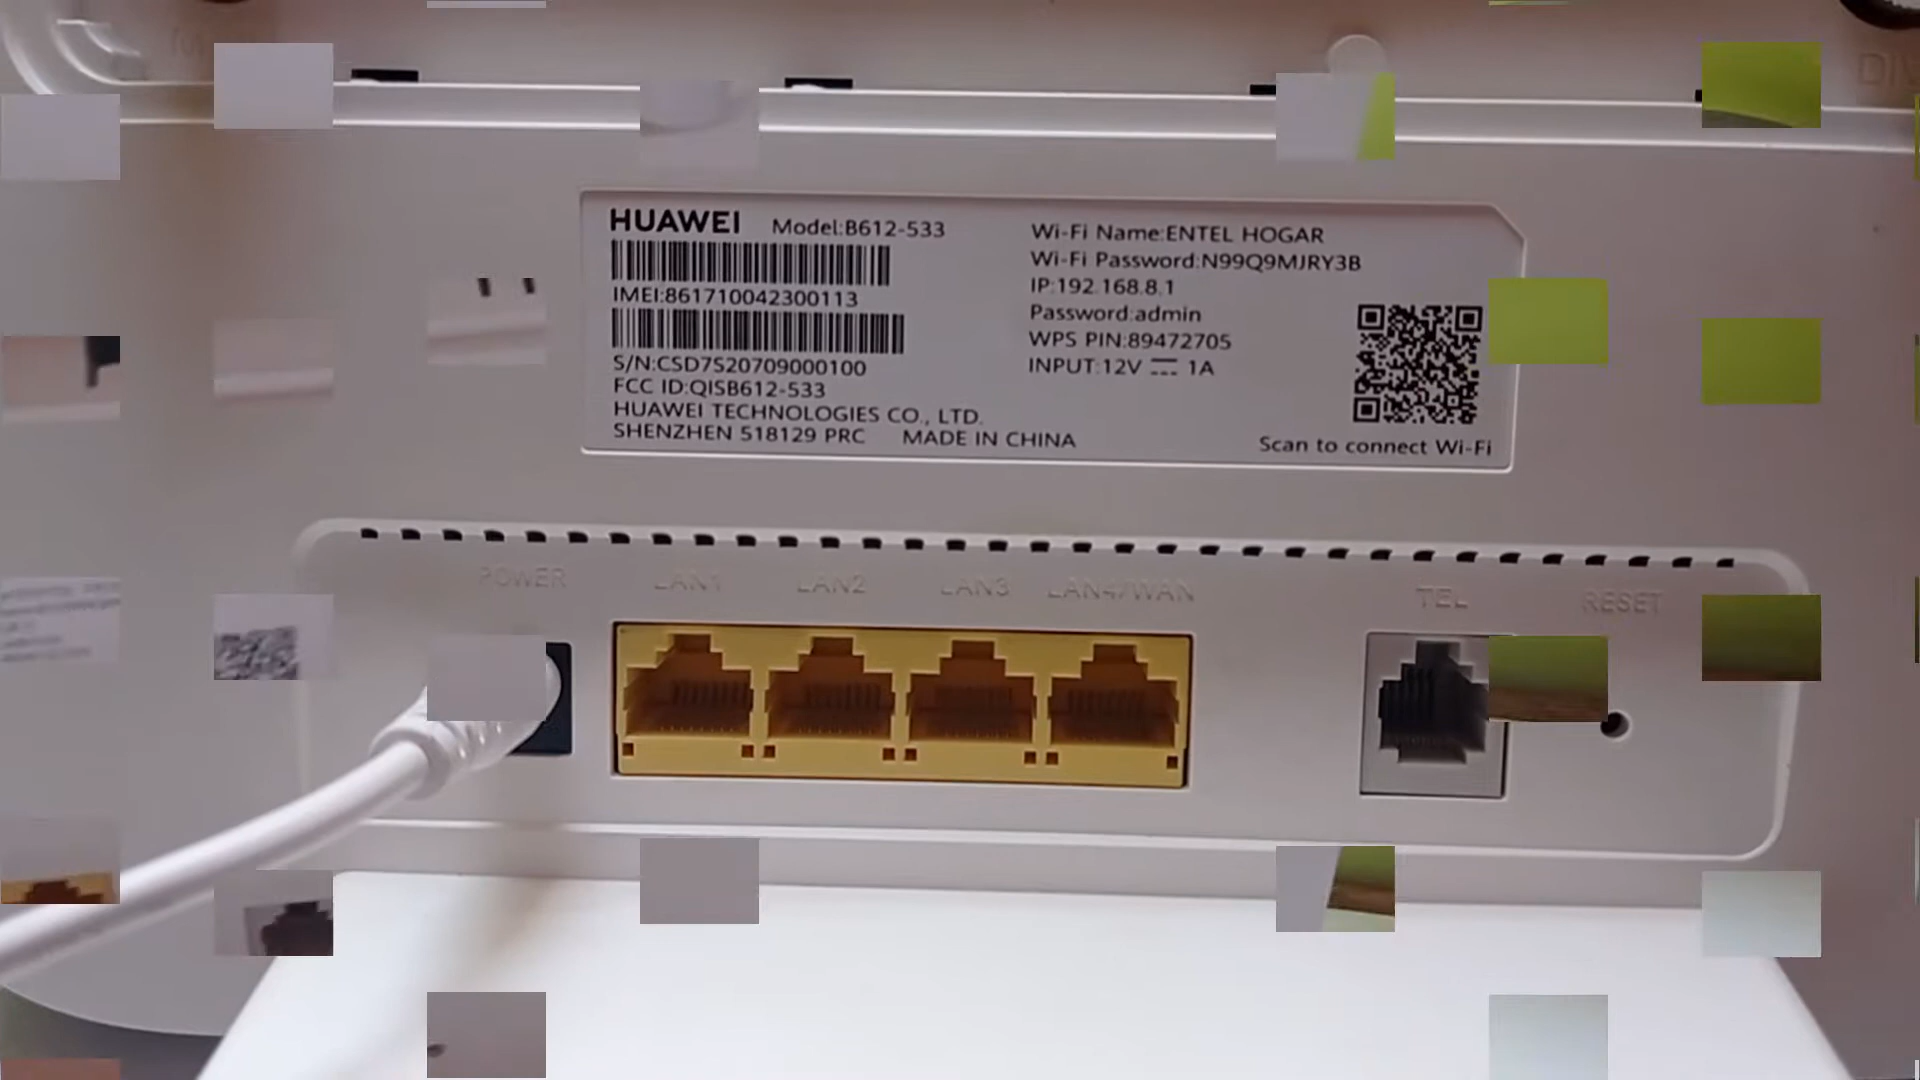 HUAWEI Model:B612-533
IMEI:861710042300113
S/N:CSD7S20709000100
FCC ID:QISB612-533
HUAWEI TECHNOLOGIES CO., LTD.
SHENZHEN 518129 PRC MADE IN CHINA
Wi-Fi Name:ENTEL HOGAR
Wi-Fi Password:N99Q9MJRY3B
IP:192.168.8.1
Password:admin
WPS PIN:89472705
INPUT:12V 1A
Scan to connect Wi-Fi
POWER LAN1 LAN2 LAN3 LAN4/WAN TEL RESET